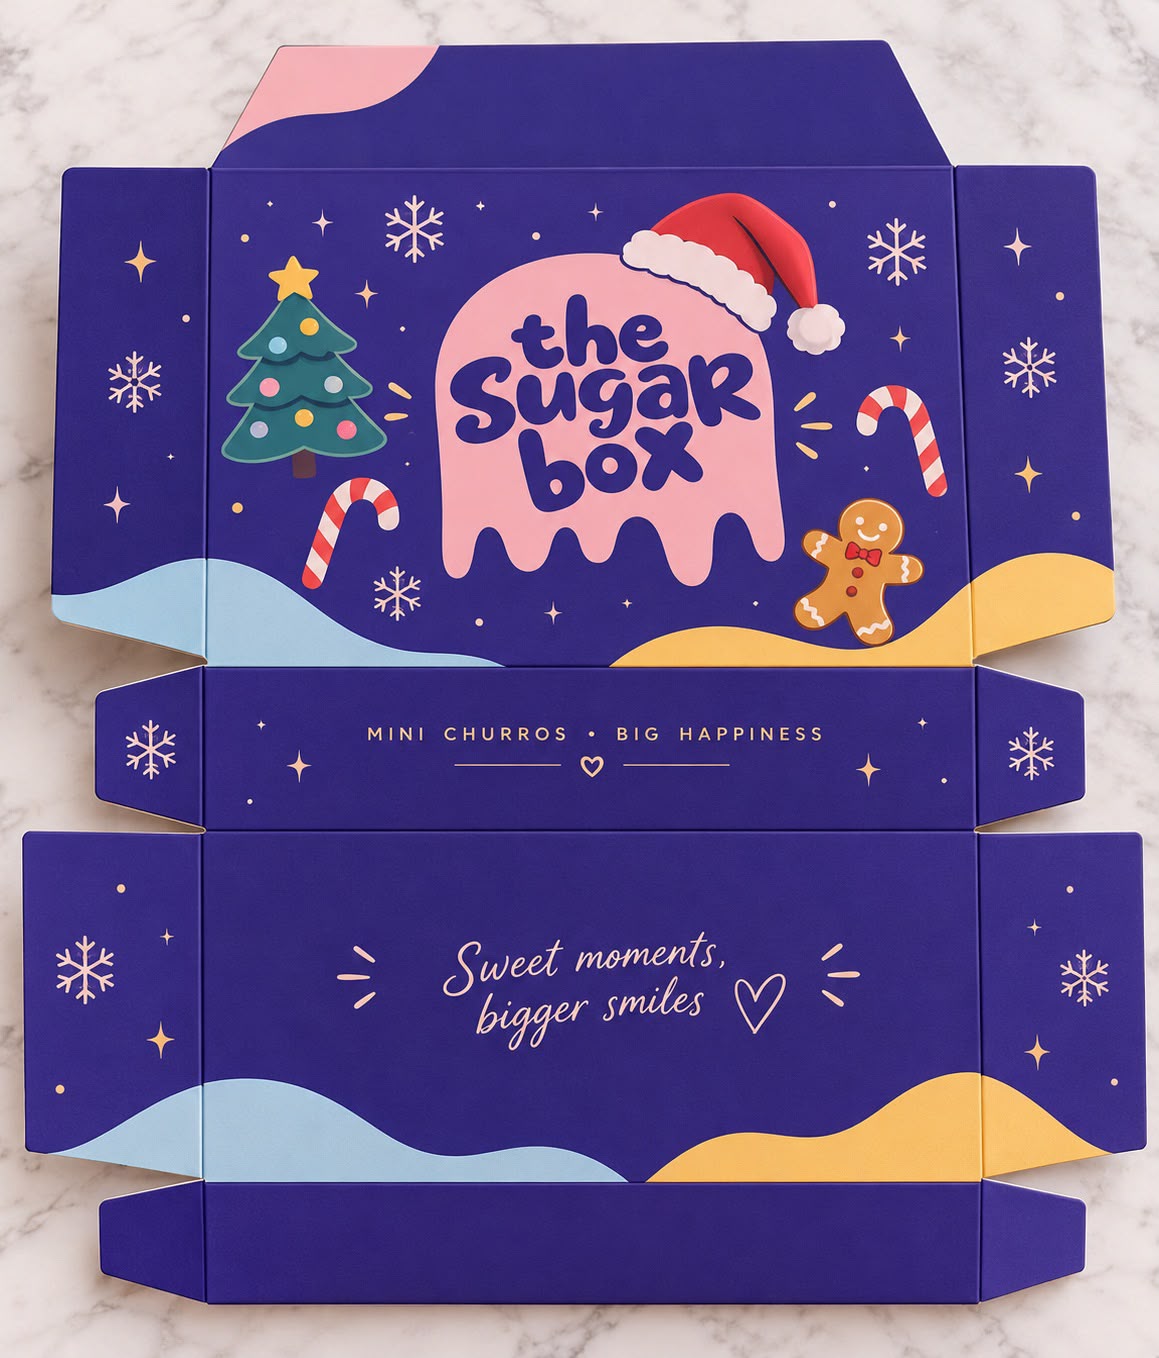 the
SugaR
box
MINI CHURROS • BIG HAPPINESS
Sweet moments,
bigger smiles